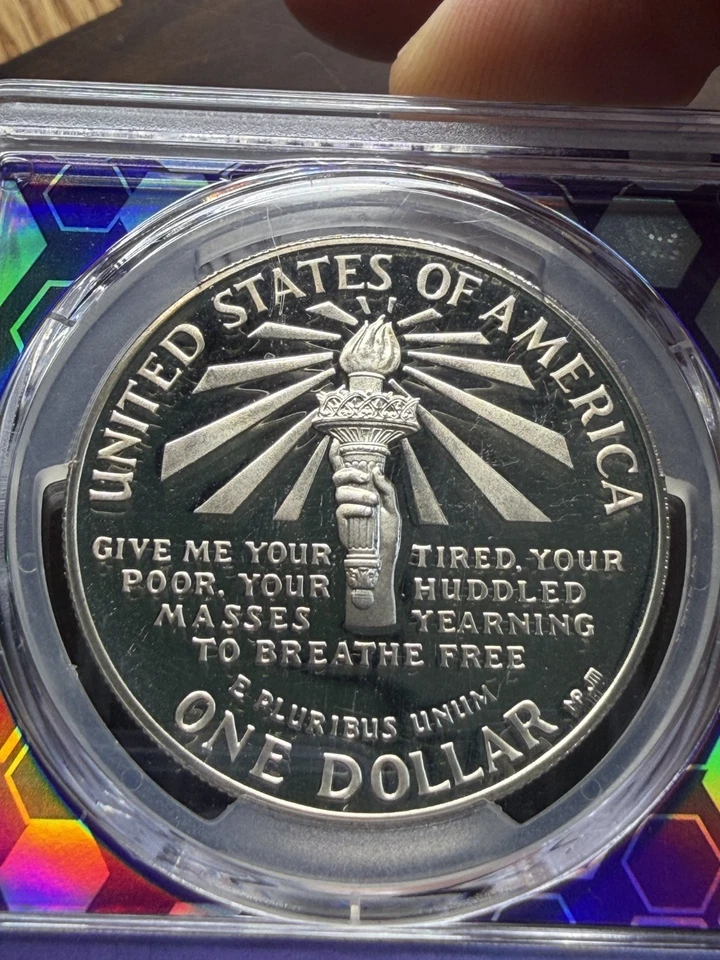 UNITED STATES OF AMERICA
GIVE ME YOUR TIRED, YOUR
POOR, YOUR HUDDLED
MASSES YEARNING
TO BREATHE FREE
E PLURIBUS UNUM
ONE DOLLAR